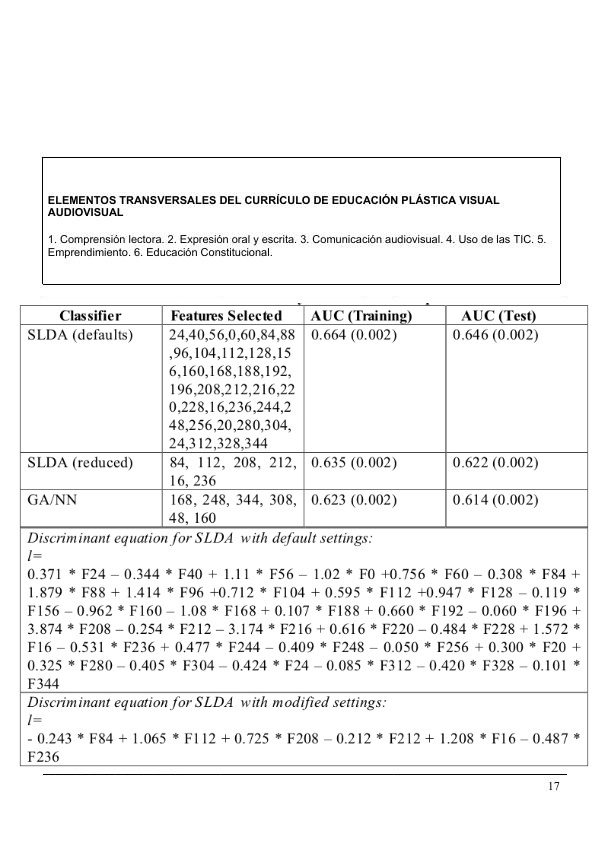 ELEMENTOS TRANSVERSALES DEL CURRÍCULO DE EDUCACIÓN PLÁSTICA VISUAL
AUDIOVISUAL
1. Comprensión lectora. 2. Expresión oral y escrita. 3. Comunicación audiovisual. 4. Uso de las TIC. 5.
Emprendimiento. 6. Educación Constitucional.
Classifier Features Selected AUC (Training) AUC (Test)
SLDA (defaults) 24,40,56,0,60,84,88 0.664 (0.002) 0.646 (0.002)
,96,104,112,128,15
6,160,168,188,192,
196,208,212,216,22
0,228,16,236,244,2
48,256,20,280,304,
24,312,328,344
SLDA (reduced) 84, 112, 208, 212, 0.635 (0.002) 0.622 (0.002)
16, 236
GA/NN 168, 248, 344, 308, 0.623 (0.002) 0.614 (0.002)
48, 160
Discriminant equation for SLDA with default settings:
l=
0.371 * F24 – 0.344 * F40 + 1.11 * F56 – 1.02 * F0 +0.756 * F60 – 0.308 * F84 +
1.879 * F88 + 1.414 * F96 +0.712 * F104 + 0.595 * F112 +0.947 * F128 – 0.119 *
F156 – 0.962 * F160 – 1.08 * F168 + 0.107 * F188 + 0.660 * F192 – 0.060 * F196 +
3.874 * F208 – 0.254 * F212 – 3.174 * F216 + 0.616 * F220 – 0.484 * F228 + 1.572 *
F16 – 0.531 * F236 + 0.477 * F244 – 0.409 * F248 – 0.050 * F256 + 0.300 * F20 +
0.325 * F280 – 0.405 * F304 – 0.424 * F24 – 0.085 * F312 – 0.420 * F328 – 0.101 *
F344
Discriminant equation for SLDA with modified settings:
l=
- 0.243 * F84 + 1.065 * F112 + 0.725 * F208 – 0.212 * F212 + 1.208 * F16 – 0.487 *
F236
17